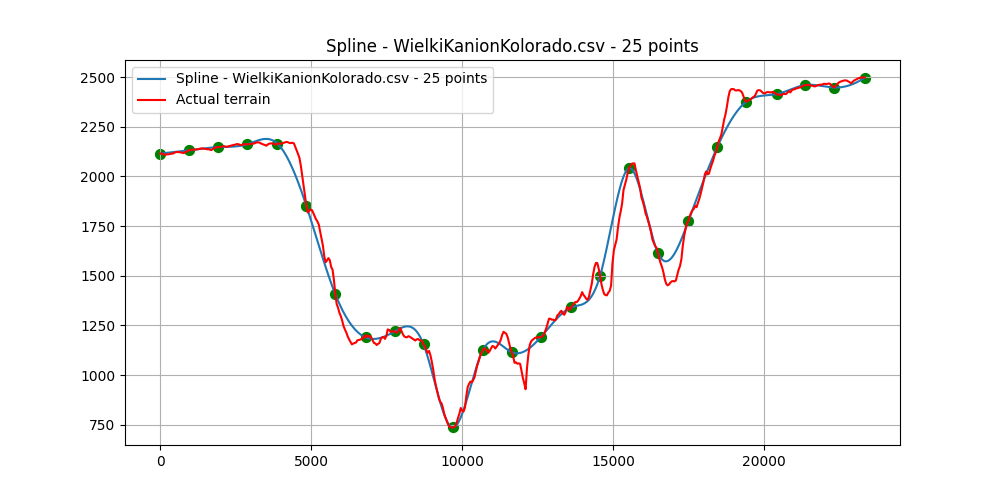 Spline - WielkiKanionKolorado.csv - 25 points
Spline - WielkiKanionKolorado.csv - 25 points
Actual terrain
2500
2250
2000
1750
1500
1250
1000
750
0 5000 10000 15000 20000